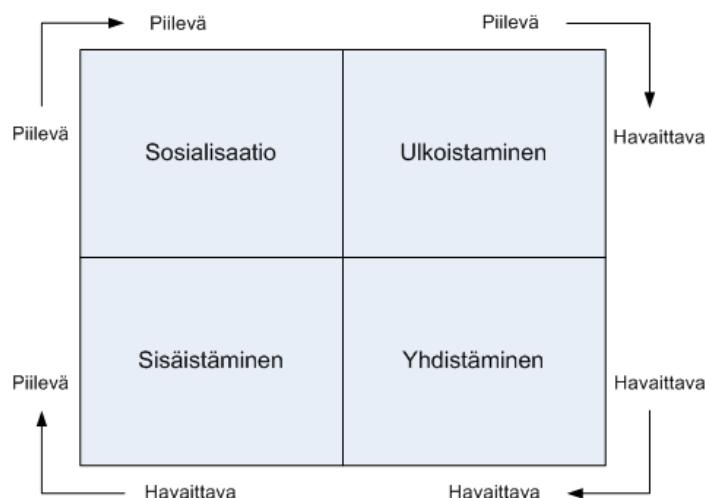 Piilevä
Piilevä
Piilevä
Havaittava
Sosialisaatio
Ulkoistaminen
Sisäistäminen
Yhdistäminen
Piilevä
Havaittava
Havaittava
Havaittava